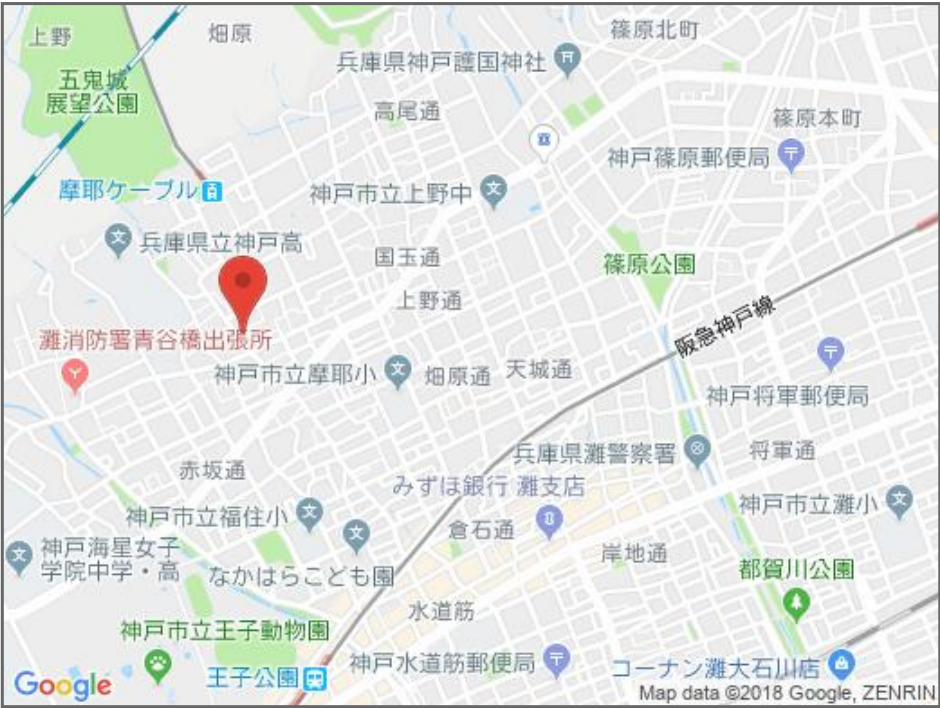 上野
畑原
篠原北町
兵庫県神戸護国神社
五鬼城
展望公園
高尾通
篠原本町
神戸篠原郵便局
摩耶ケーブル
神戸市立上野中
兵庫県立神戸高
国玉通
篠原公園
上野通
阪急神戸線
灘消防署青谷橋出張所
神戸市立摩耶小
畑原通
天城通
神戸将軍郵便局
兵庫県灘警察署
将軍通
赤坂通
みずほ銀行 灘支店
神戸市立灘小
神戸市立福住小
倉石通
神戸海星女子
学院中学・高
岸地通
なかはらこども園
都賀川公園
水道筋
神戸市立王子動物園
神戸水道筋郵便局
コーナン灘大石川店
王子公園
Google
Map data ©2018 Google, ZENRIN